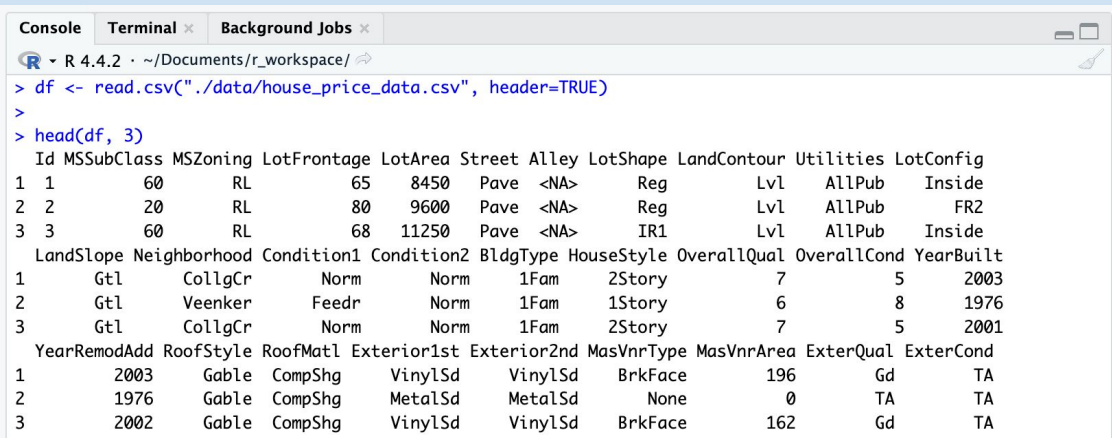 Console Terminal Background Jobs
R R 4.4.2 · ~/Documents/r_workspace/
> df <- read.csv("./data/house_price_data.csv", header=TRUE)
>
> head(df, 3)
  Id MSSubClass MSZoning LotFrontage LotArea Street Alley LotShape LandContour Utilities LotConfig
1  1         60       RL          65    8450   Pave  <NA>      Reg         Lvl    AllPub    Inside
2  2         20       RL          80    9600   Pave  <NA>      Reg         Lvl    AllPub       FR2
3  3         60       RL          68   11250   Pave  <NA>      IR1         Lvl    AllPub    Inside
  LandSlope Neighborhood Condition1 Condition2 BldgType HouseStyle OverallQual OverallCond YearBuilt
1       Gtl      CollgCr       Norm       Norm     1Fam     2Story           7           5      2003
2       Gtl      Veenker      Feedr       Norm     1Fam     1Story           6           8      1976
3       Gtl      CollgCr       Norm       Norm     1Fam     2Story           7           5      2001
  YearRemodAdd RoofStyle RoofMatl Exterior1st Exterior2nd MasVnrType MasVnrArea ExterQual ExterCond
1         2003     Gable  CompShg     VinylSd     VinylSd    BrkFace        196        Gd        TA
2         1976     Gable  CompShg     MetalSd     MetalSd       None          0        TA        TA
3         2002     Gable  CompShg     VinylSd     VinylSd    BrkFace        162        Gd        TA